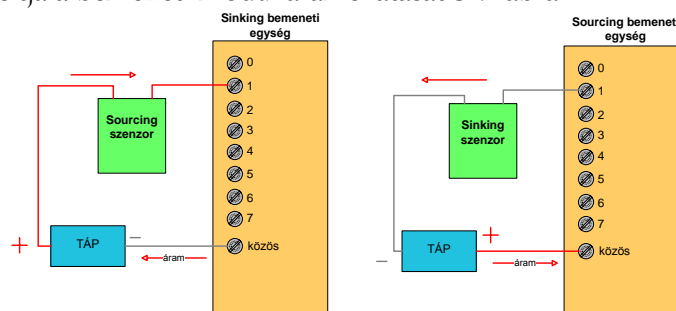 Sinking bemeneti
egység
0
1
2
3
4
5
6
7
közös
Sourcing
szenzor
+
TÁP
−
áram
Sourcing bemenet
egység
0
1
2
3
4
5
6
7
közös
Sinking
szenzor
−
TÁP
+
áram